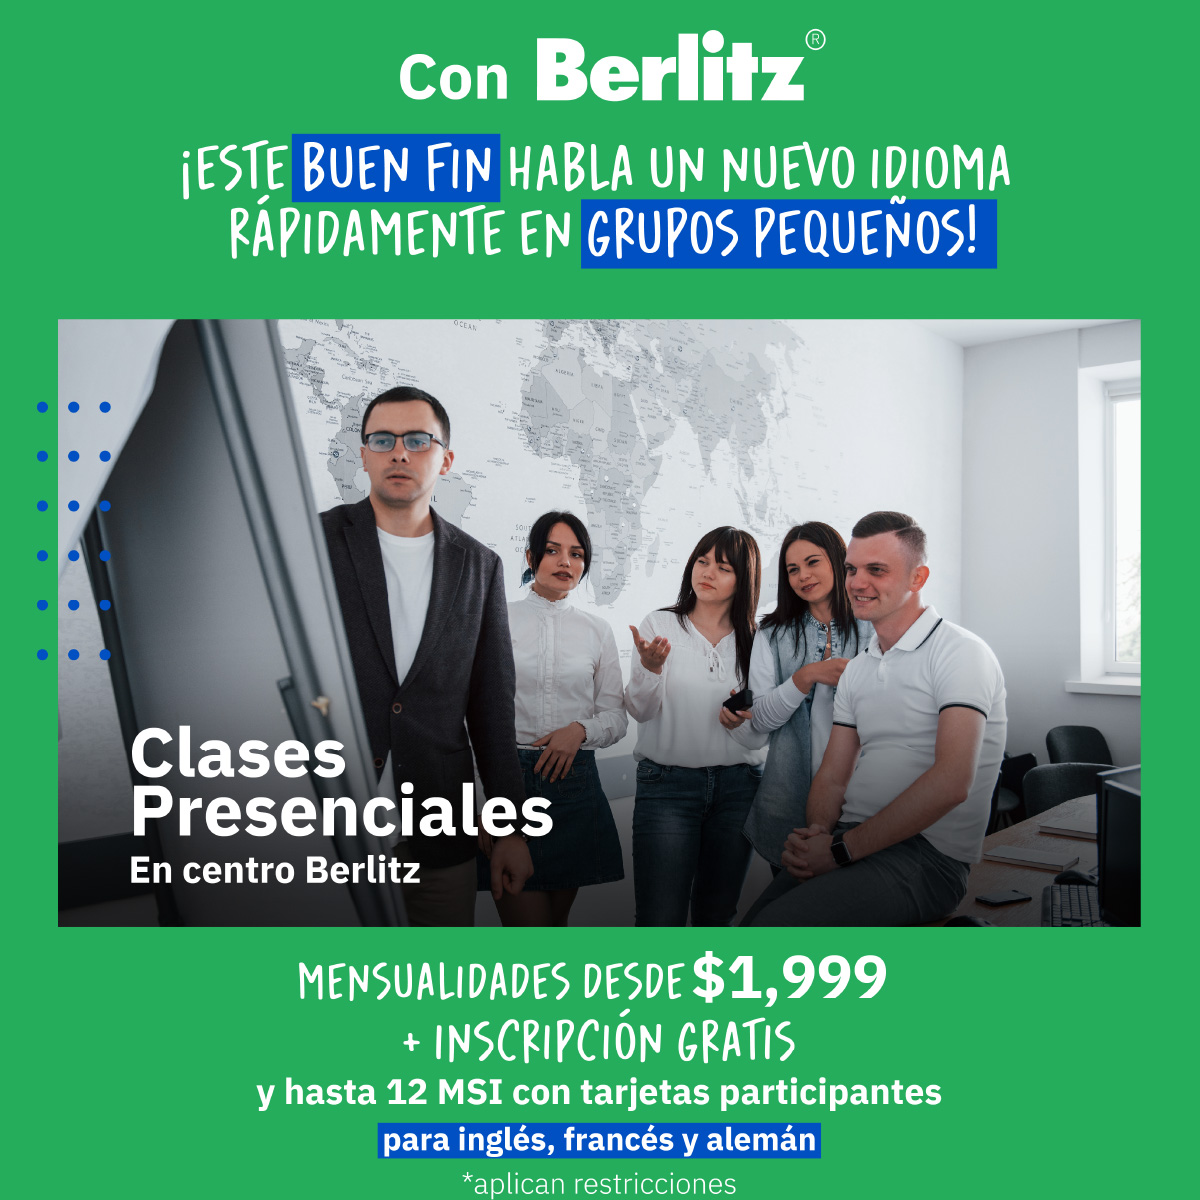 Con Berlitz®
¡ESTE BUEN FIN HABLA UN NUEVO IDIOMA
RÁPIDAMENTE EN GRUPOS PEQUEÑOS!
Clases
Presenciales
En centro Berlitz
MENSUALIDADES DESDE $1,999
+ INSCRIPCIÓN GRATIS
y hasta 12 MSI con tarjetas participantes
para inglés, francés y alemán
*aplican restricciones